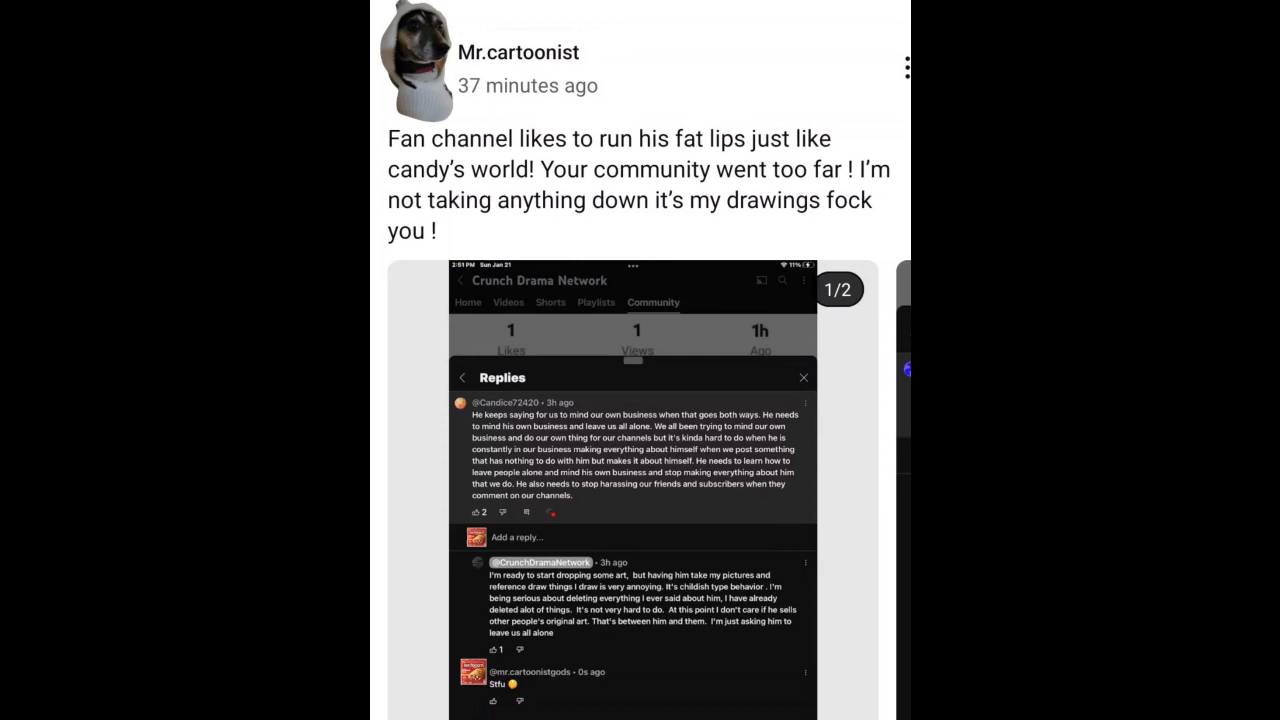 Mr.cartoonist
37 minutes ago
Fan channel likes to run his fat lips just like
candy's world! Your community went too far ! I'm
not taking anything down it's my drawings fock
you !
1/2
2:51 PM Sun Jan 21
11%
Crunch Drama Network
Home Videos Shorts Playlists Community
1 1 1h
Likes Views Ago
Replies
@Candice72420 • 3h ago
He keeps saying for us to mind our own business when that goes both ways. He needs
to mind his own business and leave us all alone. We all been trying to mind our own
business and do our own thing for our channels but it's kinda hard to do when he is
constantly in our business making everything about himself when we post something
that has nothing to do with him but makes it about himself. He needs to learn how to
leave people alone and mind his own business and stop making everything about him
that we do. He also needs to stop harassing our friends and subscribers when they
comment on our channels.
2
Add a reply...
@CrunchDramaNetwork • 3h ago
I'm ready to start dropping some art, but having him take my pictures and
reference draw things I draw is very annoying. It's childish type behavior . I'm
being serious about deleting everything I ever said about him, I have already
deleted alot of things. It's not very hard to do. At this point I don't care if he sells
other people's original art. That's between him and them. I'm just asking him to
leave us all alone
1
@mr.cartoonistgods • 0s ago
Stfu 🙄